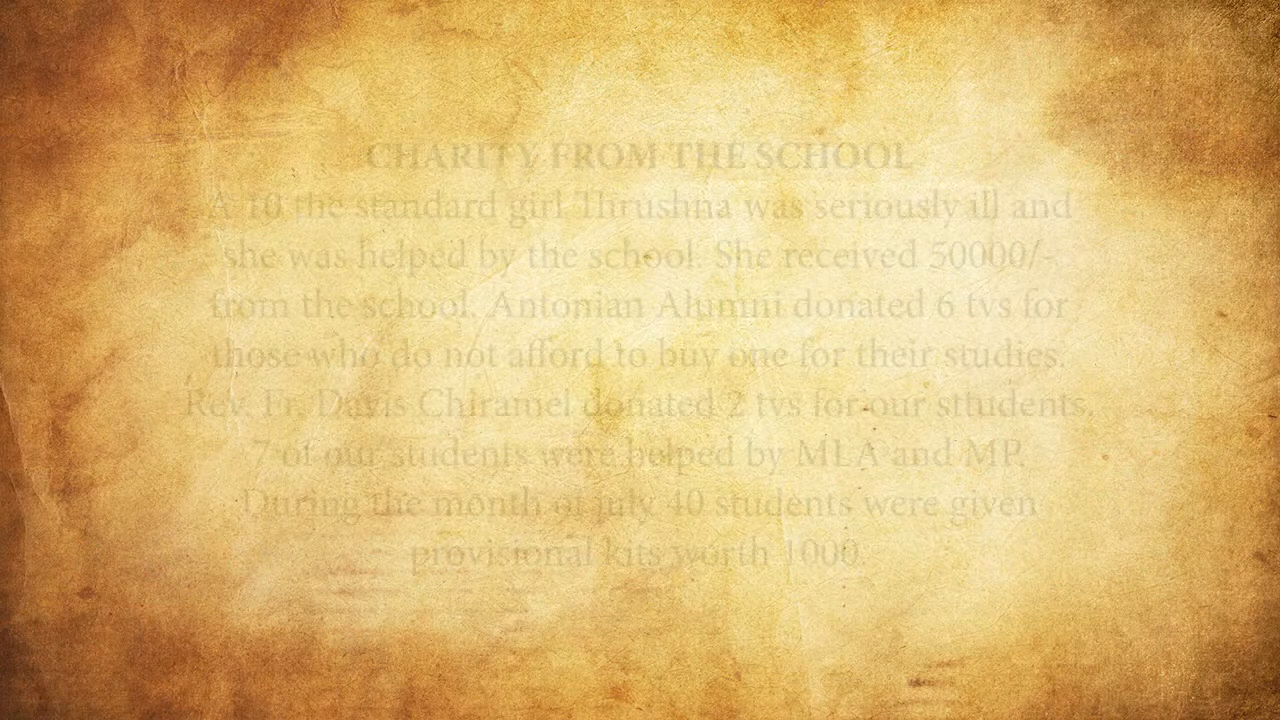 CHARITY FROM THE SCHOOL
A 10 the standard girl Thrushna was seriously ill and
she was helped by the school. She received 50000/-
from the school. Antonian Alumni donated 6 tvs for
those who do not afford to buy one for their studies.
Rev. Fr. Davis Chiramel donated 2 tvs for our sttudents.
7 of our students were helped by MLA and MP.
During the month of july 40 students were given
provisional kits worth 1000.